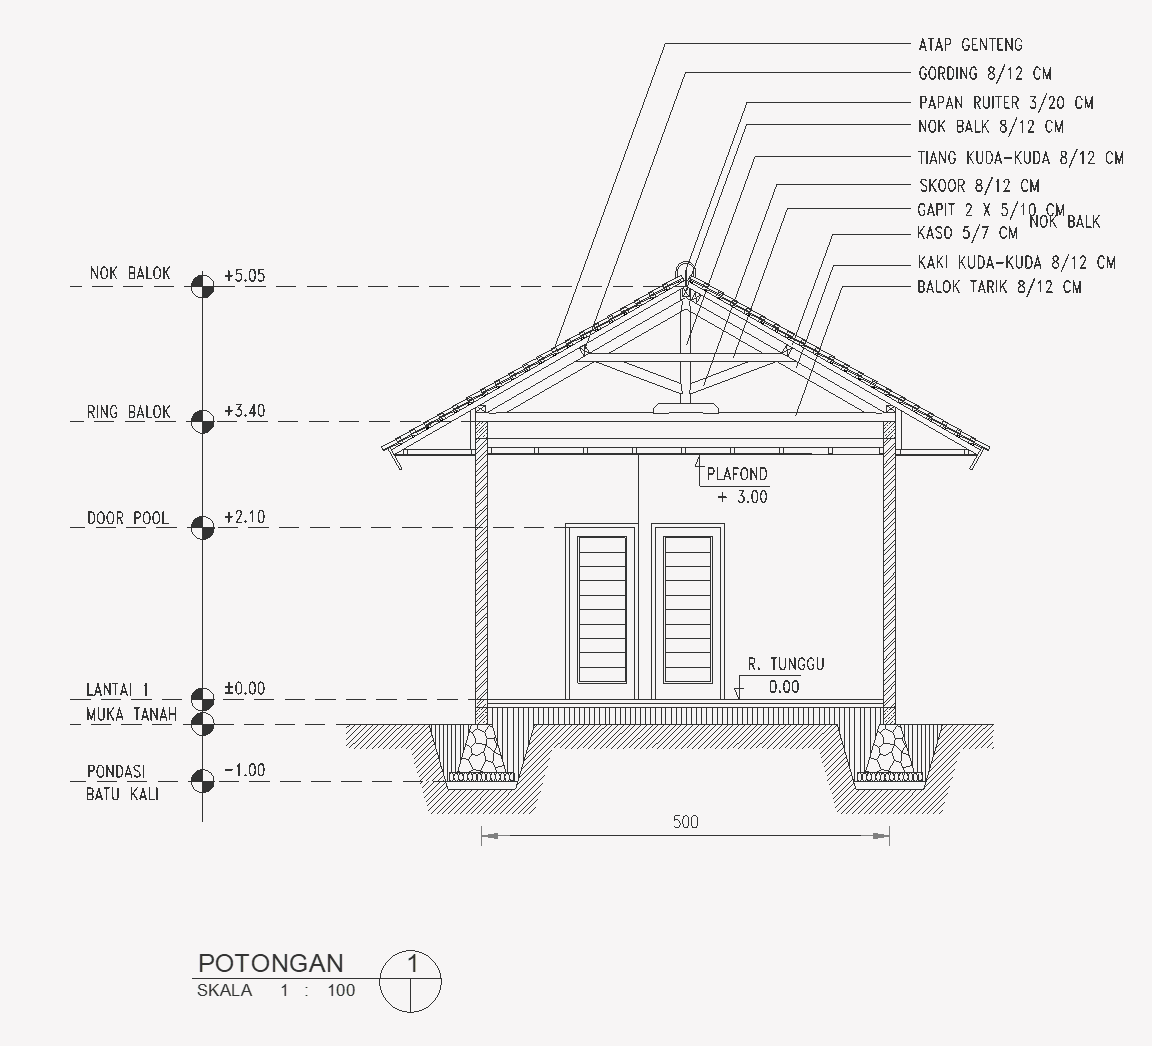 ATAP GENTENG
GORDING 8/12 CM
PAPAN RUITER 3/20 CM
NOK BALK 8/12 CM
TIANG KUDA-KUDA 8/12 CM
SKOOR 8/12 CM
GAPIT 2 X 5/10 CM
NOK BALK
KASO 5/7 CM
KAKI KUDA-KUDA 8/12 CM
BALOK TARIK 8/12 CM
NOK BALOK +5.05
RING BALOK +3.40
PLAFOND
+ 3.00
DOOR POOL +2.10
R. TUNGGU
0.00
LANTAI 1 ±0.00
MUKA TANAH
PONDASI -1.00
BATU KALI
500
POTONGAN 1
SKALA 1 : 100